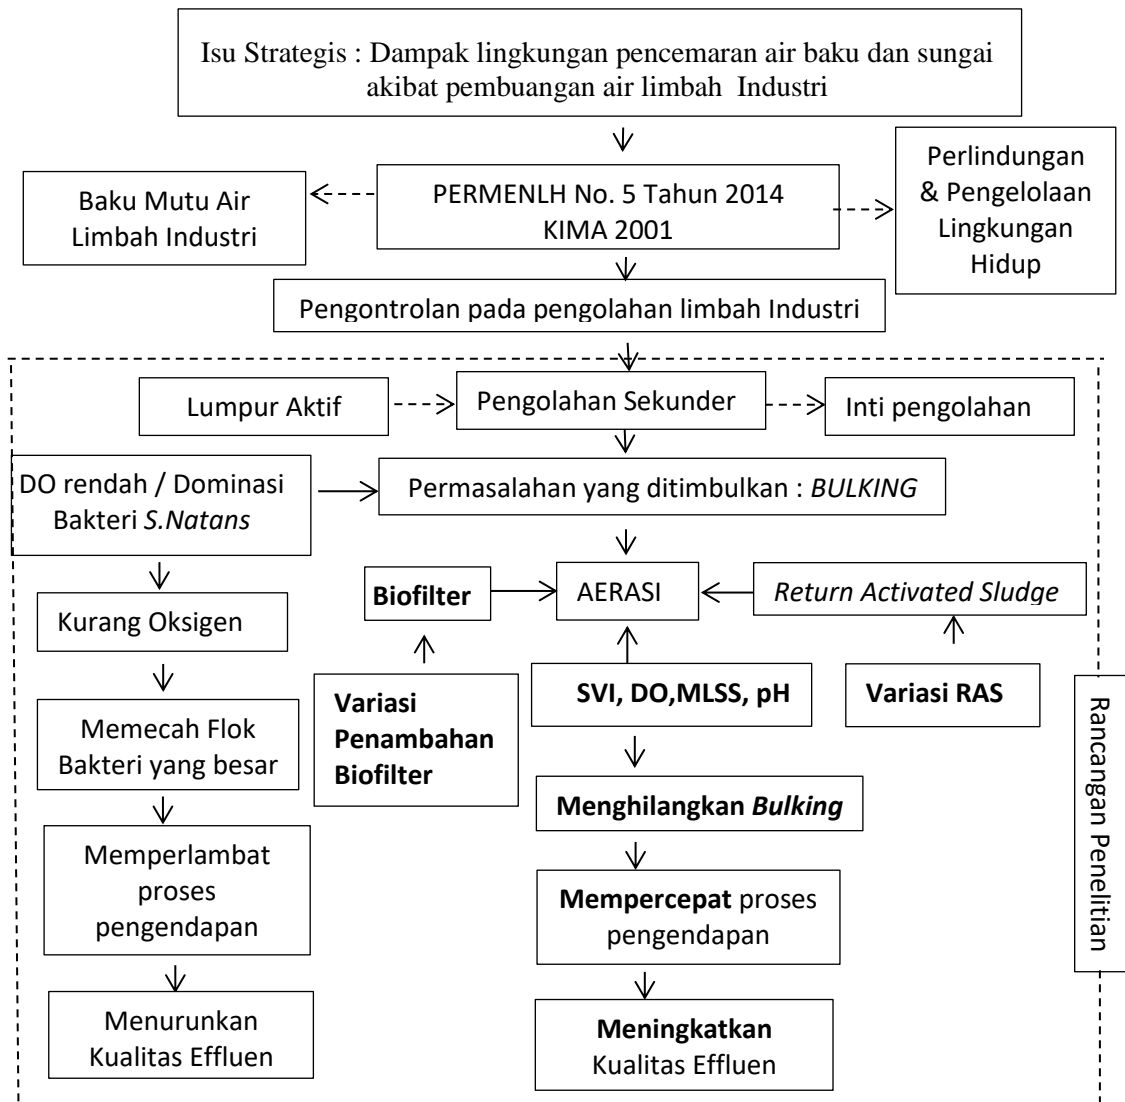 Isu Strategis : Dampak lingkungan pencemaran air baku dan sungai
akibat pembuangan air limbah Industri
Baku Mutu Air
Limbah Industri
PERMENLH No. 5 Tahun 2014
KIMA 2001
Perlindungan
& Pengelolaan
Lingkungan
Hidup
Pengontrolan pada pengolahan limbah Industri
Lumpur Aktif
Pengolahan Sekunder
Inti pengolahan
DO rendah / Dominasi
Bakteri S.Natans
Permasalahan yang ditimbulkan : BULKING
Biofilter
AERASI
Return Activated Sludge
Kurang Oksigen
Variasi
Penambahan
Biofilter
SVI, DO,MLSS, pH
Variasi RAS
Memecah Flok
Bakteri yang besar
Menghilangkan Bulking
Memperlambat
proses
pengendapan
Mempercepat proses
pengendapan
Menurunkan
Kualitas Effluen
Meningkatkan
Kualitas Effluen
Rancangan Penelitian